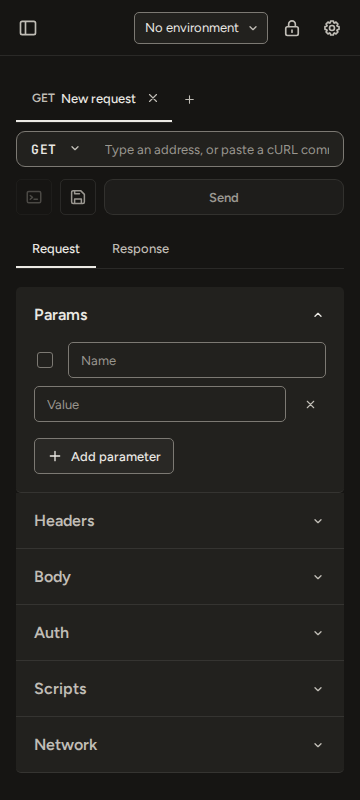 No environment
GET New request
GET Type an address, or paste a cURL com
Send
Request Response
Params
Name
Value
Add parameter
Headers
Body
Auth
Scripts
Network